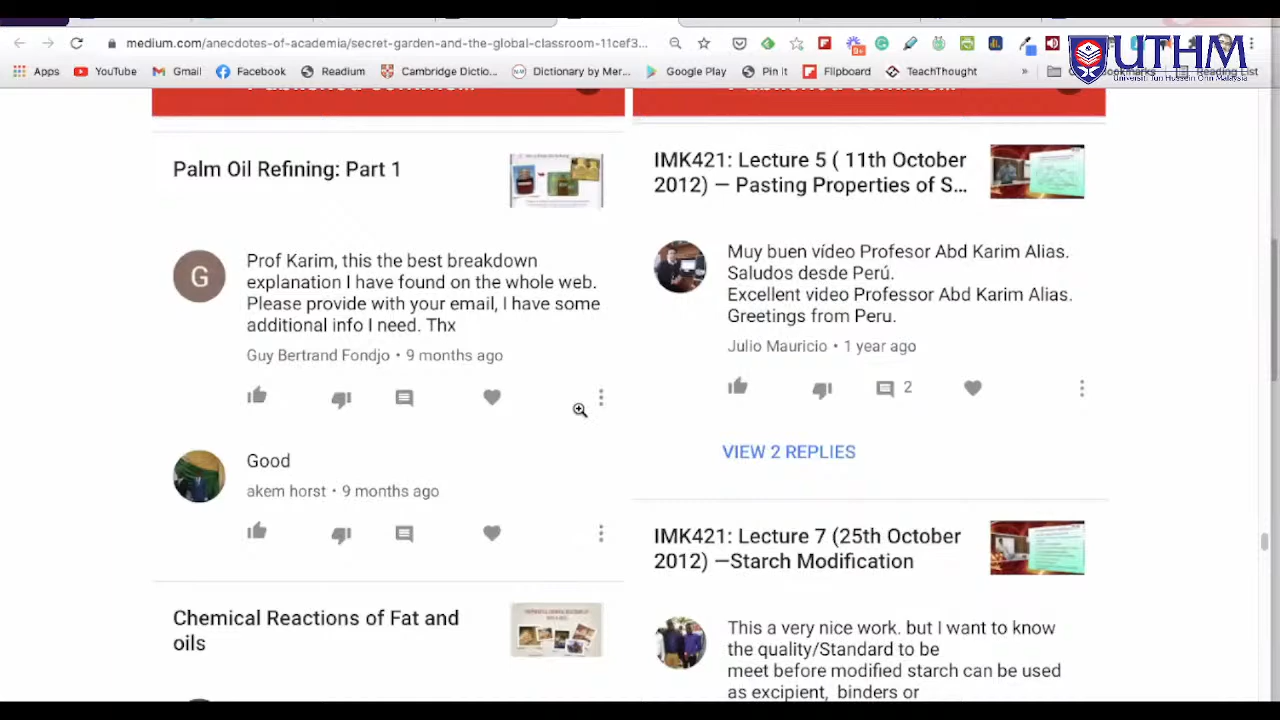 medium.com/anecdotes-of-academia/secret-garden-and-the-global-classroom-11cef3...
Apps
YouTube
Gmail
Facebook
Readium
Cambridge Dictio...
Dictionary by Mer...
Google Play
Pin it
Flipboard
TeachThought
»
Reading List
UTHM
Universiti Tun Hussein Onn Malaysia
Palm Oil Refining: Part 1
G
Prof Karim, this the best breakdown
explanation I have found on the whole web.
Please provide with your email, I have some
additional info I need. Thx
Guy Bertrand Fondjo • 9 months ago
Good
akem horst • 9 months ago
Chemical Reactions of Fat and
oils
IMK421: Lecture 5 ( 11th October
2012) — Pasting Properties of S...
Muy buen vídeo Profesor Abd Karim Alias.
Saludos desde Perú.
Excellent video Professor Abd Karim Alias.
Greetings from Peru.
Julio Mauricio • 1 year ago
2
VIEW 2 REPLIES
IMK421: Lecture 7 (25th October
2012) —Starch Modification
This a very nice work. but I want to know
the quality/Standard to be
meet before modified starch can be used
as excipient, binders or